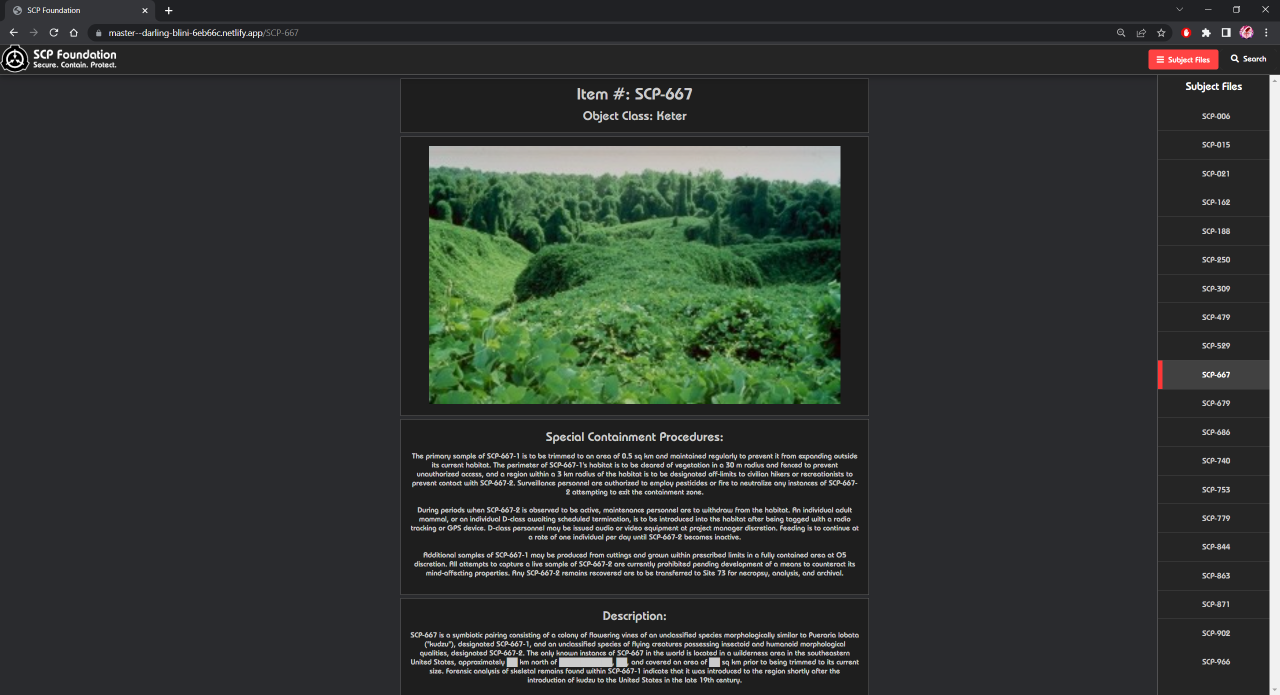 SCP Foundation
master--darling-blini-6eb66c.netlify.app/SCP-667
SCP Foundation
Secure. Contain. Protect.
Subject Files
Search
Item #: SCP-667
Object Class: Keter
Special Containment Procedures:
The primary sample of SCP-667-1 is to be trimmed to an area of 0.5 sq km and maintained regularly to prevent it from expanding outside
its current habitat. The perimeter of SCP-667-1's habitat is to be cleared of vegetation in a 30 m radius and fenced to prevent
unauthorized access, and a region within a 3 km radius of the habitat is to be designated off-limits to civilian hikers or recreationists to
prevent contact with SCP-667-2. Surveillance personnel are authorized to employ pesticides or fire to neutralize any instances of SCP-667-
2 attempting to exit the containment zone.
During periods when SCP-667-2 is observed to be active, maintenance personnel are to withdraw from the habitat. An individual adult
mammal, or an individual D-class awaiting scheduled termination, is to be introduced into the habitat after being tagged with a radio
tracking or GPS device. D-class personnel may be issued audio or video equipment at project manager discretion. Feeding is to continue at
a rate of one individual per day until SCP-667-2 becomes inactive.
Additional samples of SCP-667-1 may be produced from cuttings and grown within prescribed limits in a fully contained area at O5
discretion. All attempts to capture a live sample of SCP-667-2 are currently prohibited pending development of a means to counteract its
mind-affecting properties. Any SCP-667-2 remains recovered are to be transferred to Site 73 for necropsy, analysis, and archival.
Description:
SCP-667 is a symbiotic pairing consisting of a colony of flowering vines of an unclassified species morphologically similar to Pueraria lobata
("kudzu"), designated SCP-667-1, and an unclassified species of flying creatures possessing insectoid and humanoid morphological
qualities, designated SCP-667-2. The only known instance of SCP-667 in the world is located in a wilderness area in the southeastern
United States, approximately ██ km north of ██████████, ██, and covered an area of ██ sq km prior to being trimmed to its current
size. Forensic analysis of skeletal remains found within SCP-667-1 indicate that it was introduced to the region shortly after the
introduction of kudzu to the United States in the late 19th century.
Subject Files
SCP-006
SCP-015
SCP-021
SCP-162
SCP-188
SCP-250
SCP-309
SCP-479
SCP-529
SCP-667
SCP-679
SCP-686
SCP-740
SCP-753
SCP-779
SCP-844
SCP-863
SCP-871
SCP-902
SCP-966